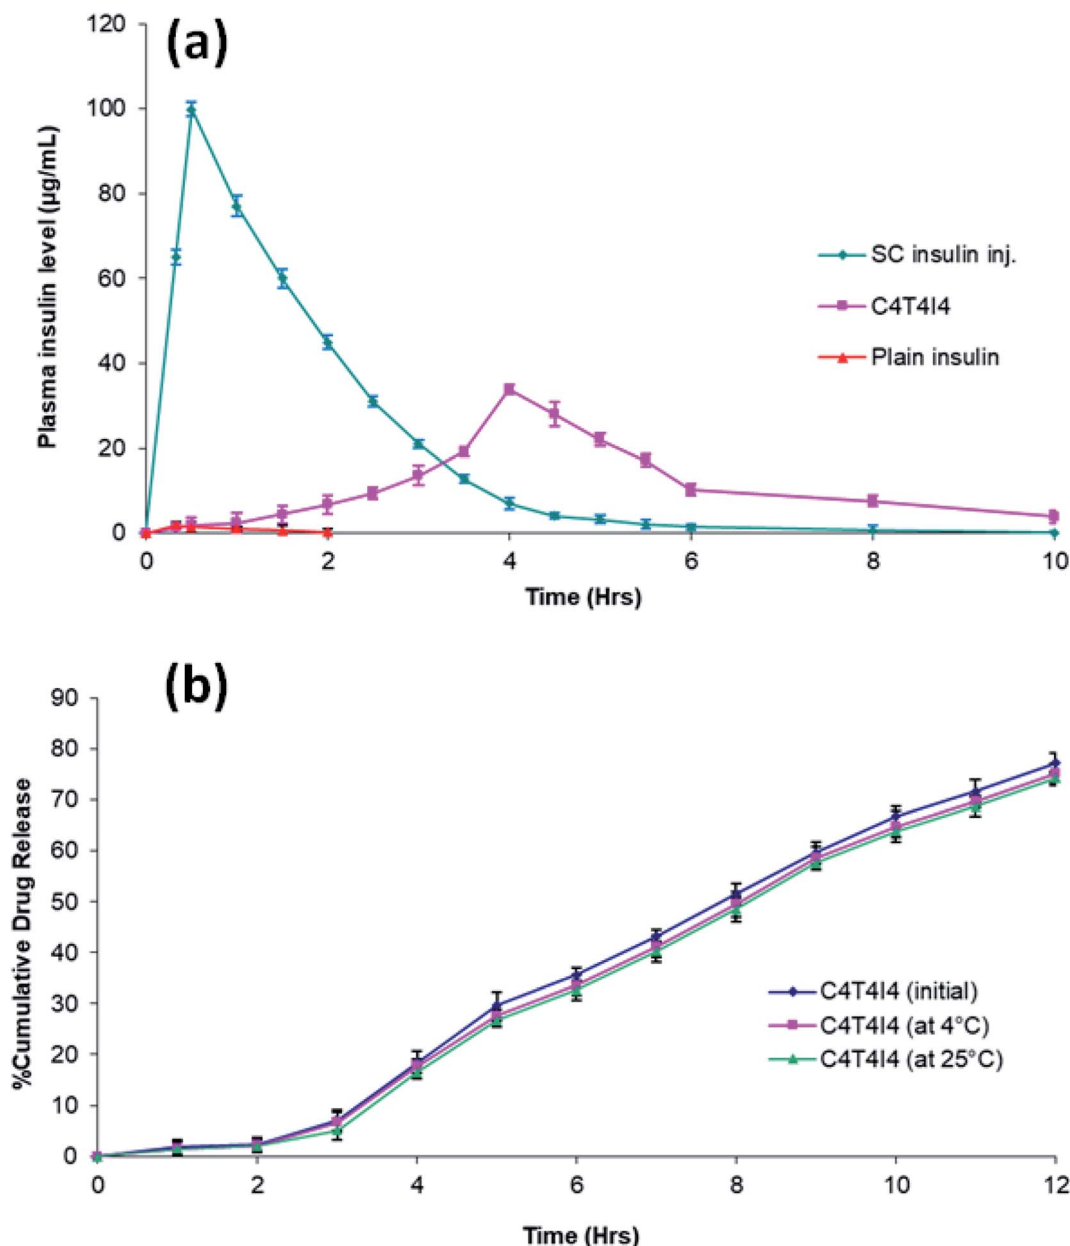 (a)
120
100
80
60
40
20
0
Plasma insulin level (µg/mL)
SC insulin inj.
C4T4I4
Plain insulin
0 2 4 6 8 10
Time (Hrs)
(b)
90
80
70
60
50
40
30
20
10
0
%Cumulative Drug Release
C4T4I4 (initial)
C4T4I4 (at 4°C)
C4T4I4 (at 25°C)
0 2 4 6 8 10 12
Time (Hrs)